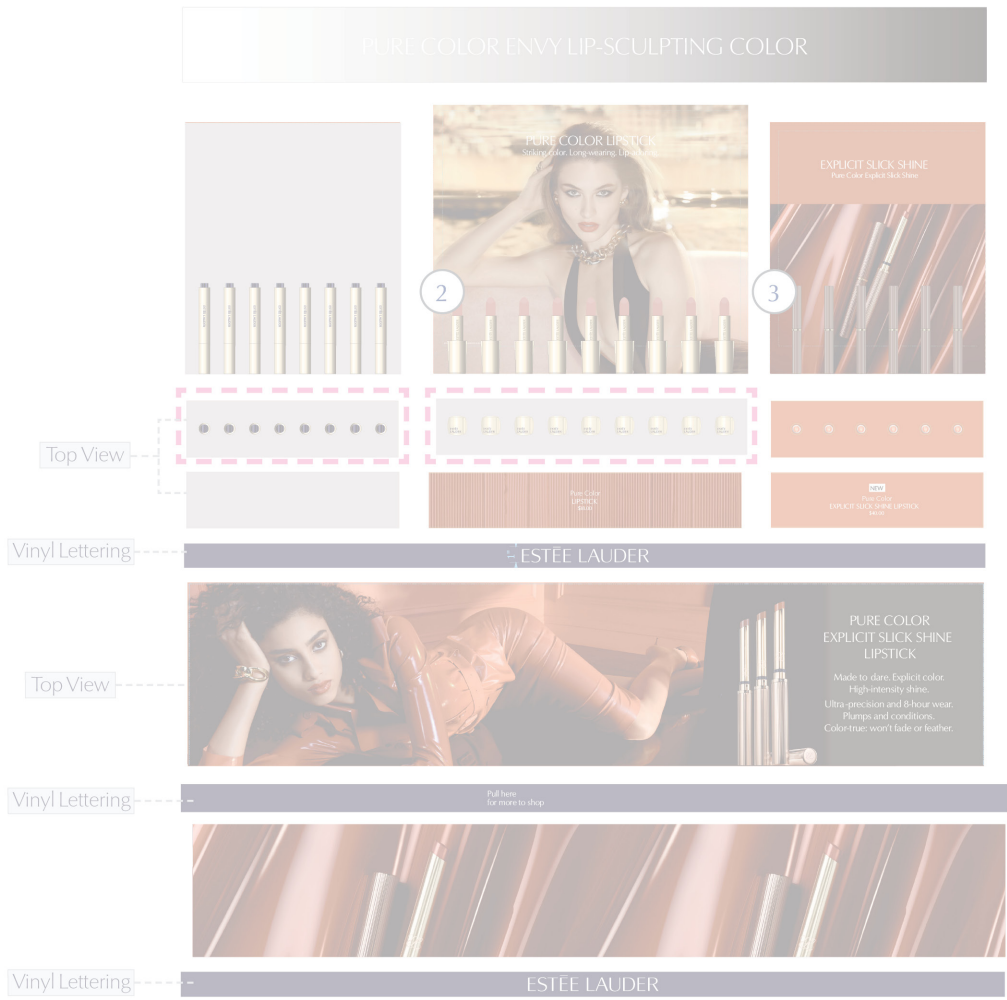 PURE COLOR ENVY LIP-SCULPTING COLOR
PURE COLOR LIPSTICK
Striking color. Long-wearing.
EXPLICIT SLICK SHINE
Pure Color Explicit Slick Shine
2
3
Top View
Pure Color
LIPSTICK
NEW
Pure Color
EXPLICIT SLICK SHINE LIPSTICK
Vinyl Lettering
ESTĒE LAUDER
Top View
PURE COLOR
EXPLICIT SLICK SHINE
LIPSTICK
Made to dare. Explicit color.
High-intensity shine.
Ultra-precision and 8-hour wear.
Plumps and conditions.
Color-true: won't fade or feather.
Vinyl Lettering
Pull here
for more to shop
Vinyl Lettering
ESTĒE LAUDER